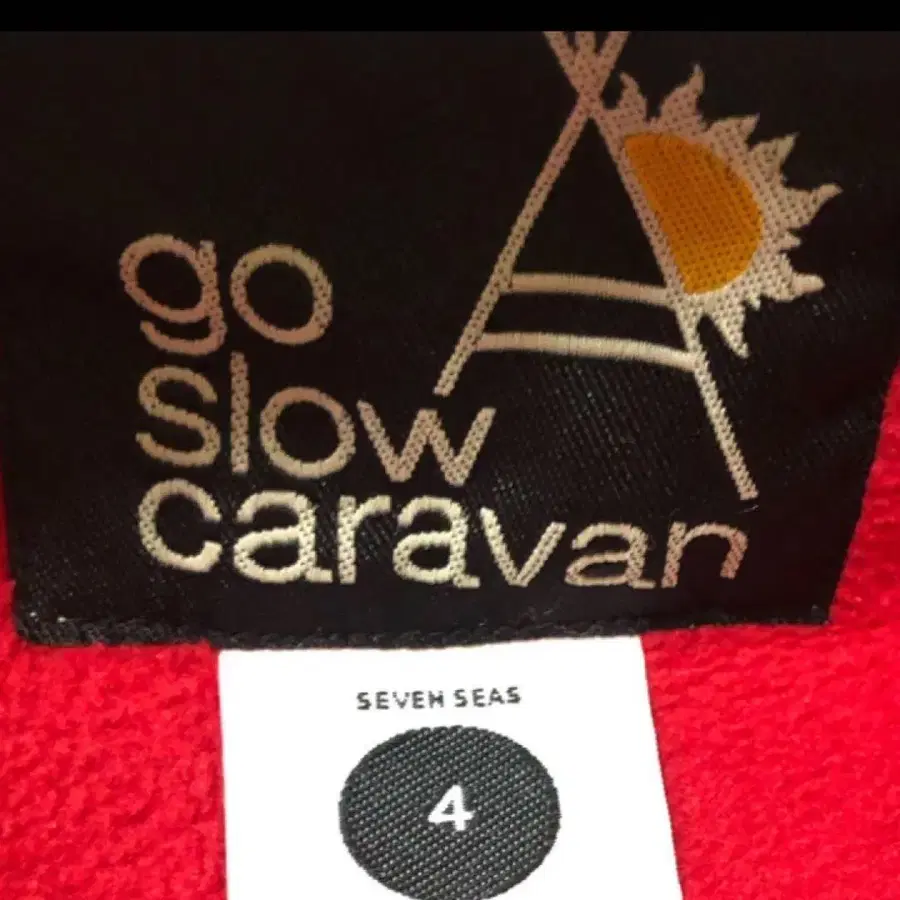 go
slow
caravan
SEVEN SEAS
4